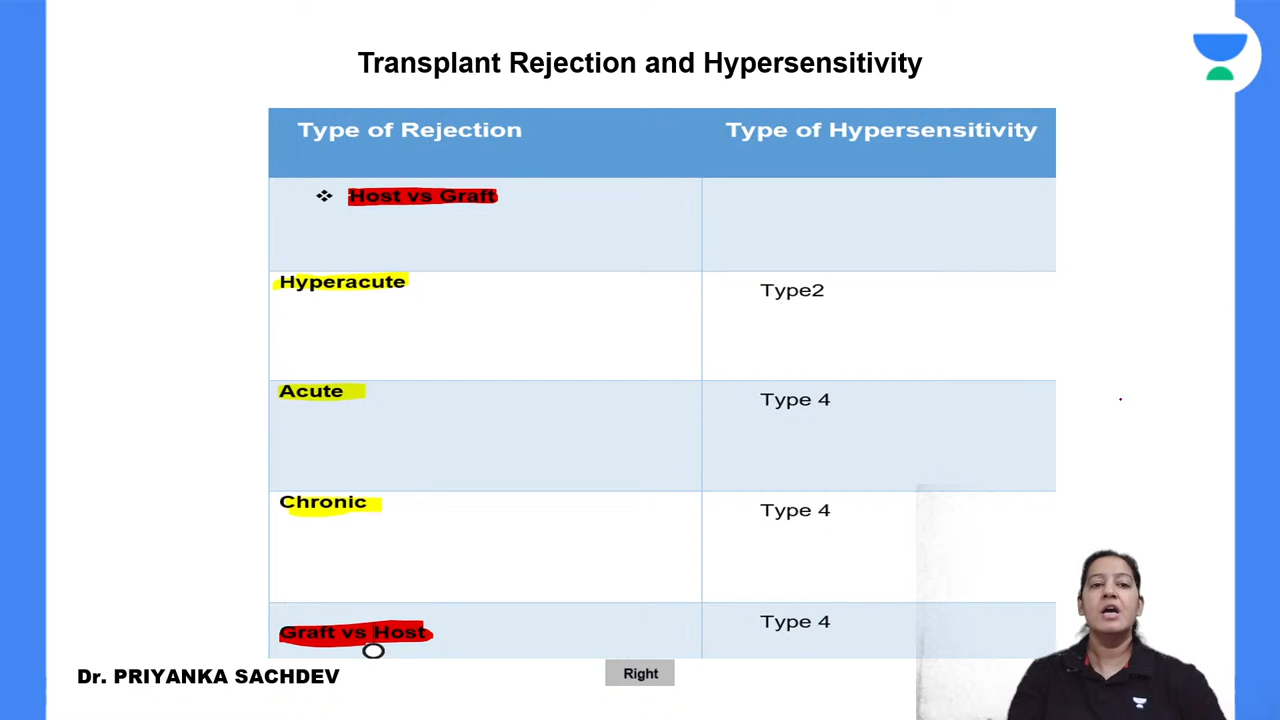 Transplant Rejection and Hypersensitivity
Type of Rejection
Type of Hypersensitivity
Host vs Graft
Hyperacute
Type2
Acute
Type 4
Chronic
Type 4
Graft vs Host
Type 4
Dr. PRIYANKA SACHDEV
Right